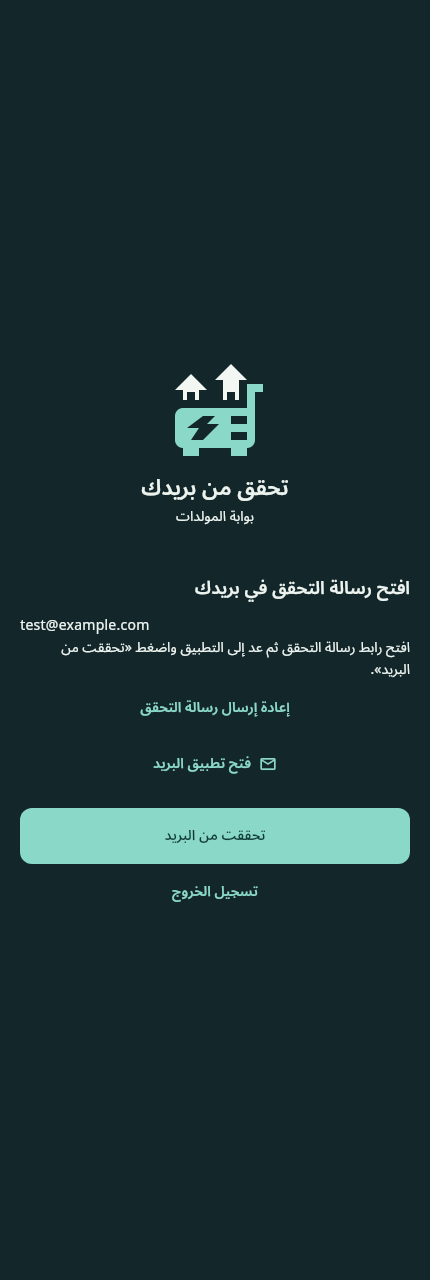 تحقق من بريدك
بوابة المولدات
افتح رسالة التحقق في بريدك
test@example.com
افتح رابط رسالة التحقق ثم عد إلى التطبيق واضغط «تحققت من
البريد».
إعادة إرسال رسالة التحقق
فتح تطبيق البريد
تحققت من البريد
تسجيل الخروج